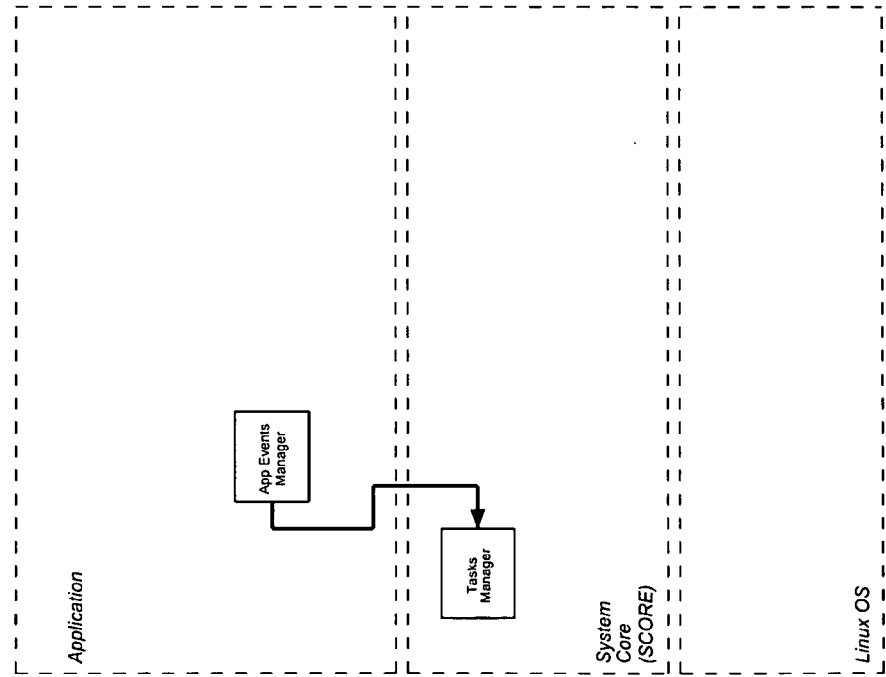 Application
App Events
Manager
Tasks
Manager
System
Core
(SCORE)
Linux OS